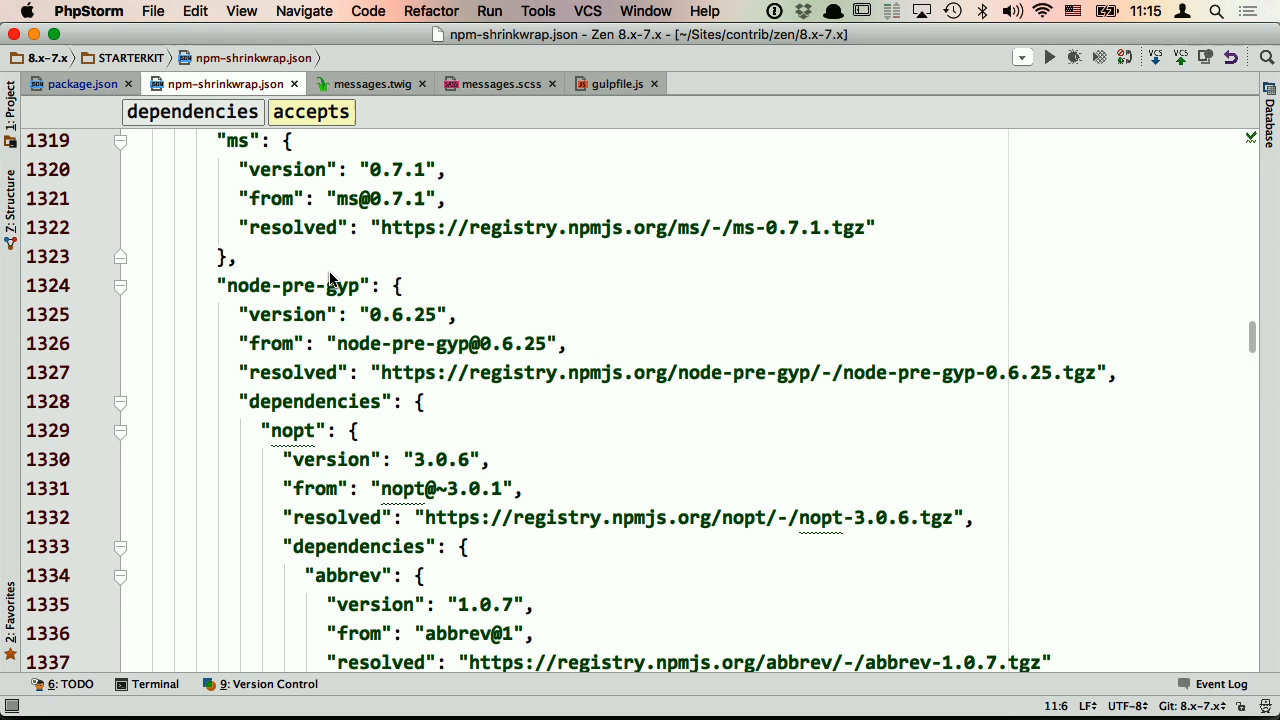 PhpStorm File Edit View Navigate Code Refactor Run Tools VCS Window Help 11:15
npm-shrinkwrap.json - Zen 8.x-7.x - [~/Sites/contrib/zen/8.x-7.x]
8.x-7.x STARTERKIT npm-shrinkwrap.json VCS VCS
package.json npm-shrinkwrap.json messages.twig messages.scss gulpfile.js
dependencies accepts
1: Project
Z: Structure
2: Favorites
Database
1319 "ms": {
1320 "version": "0.7.1",
1321 "from": "ms@0.7.1",
1322 "resolved": "https://registry.npmjs.org/ms/-/ms-0.7.1.tgz"
1323 },
1324 "node-pre-gyp": {
1325 "version": "0.6.25",
1326 "from": "node-pre-gyp@0.6.25",
1327 "resolved": "https://registry.npmjs.org/node-pre-gyp/-/node-pre-gyp-0.6.25.tgz",
1328 "dependencies": {
1329 "nopt": {
1330 "version": "3.0.6",
1331 "from": "nopt@~3.0.1",
1332 "resolved": "https://registry.npmjs.org/nopt/-/nopt-3.0.6.tgz",
1333 "dependencies": {
1334 "abbrev": {
1335 "version": "1.0.7",
1336 "from": "abbrev@1",
1337 "resolved": "https://registry.npmjs.org/abbrev/-/abbrev-1.0.7.tgz"
6: TODO Terminal 9: Version Control Event Log
11:6 LF UTF-8 Git: 8.x-7.x